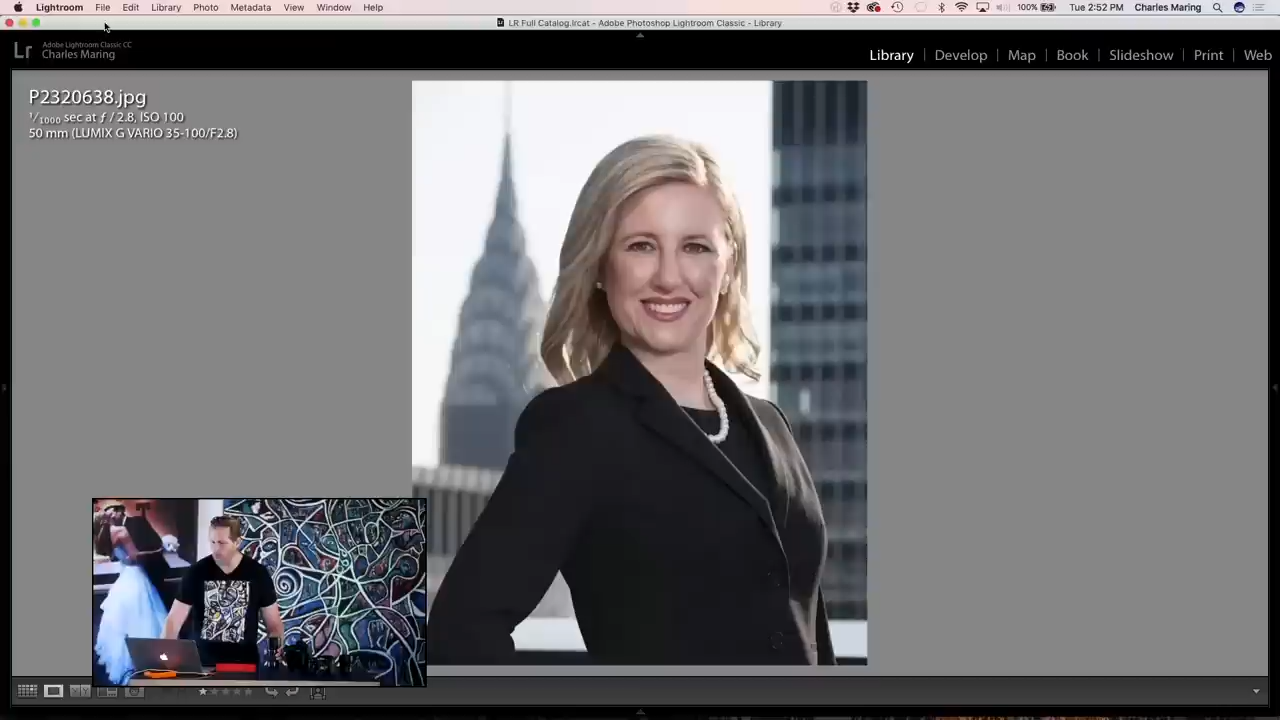 Lightroom File Edit Library Photo Metadata View Window Help 100% Tue 2:52 PM Charles Maring
LR Full Catalog.lrcat - Adobe Photoshop Lightroom Classic - Library
Lr Adobe Lightroom Classic CC
Charles Maring
Library | Develop | Map | Book | Slideshow | Print | Web
P2320638.jpg
1/1000 sec at ƒ / 2.8, ISO 100
50 mm (LUMIX G VARIO 35-100/F2.8)